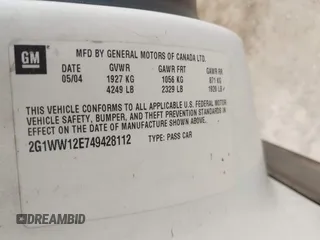 GM
MFD BY GENERAL MOTORS OF CANADA LTD.
DATE GVWR GAWR FRT GAWR RR
05/04 1927 KG 1056 KG 871 KG
4249 LB 2329 LB 1920 LB
THIS VEHICLE CONFORMS TO ALL APPLICABLE U.S. FEDERAL MOTOR
VEHICLE SAFETY, BUMPER, AND THEFT PREVENTION STANDARDS IN
EFFECT ON THE DATE OF MANUFACTURE SHOWN ABOVE.
2G1WW12E749428112 TYPE: PASS CAR
DREAMBID